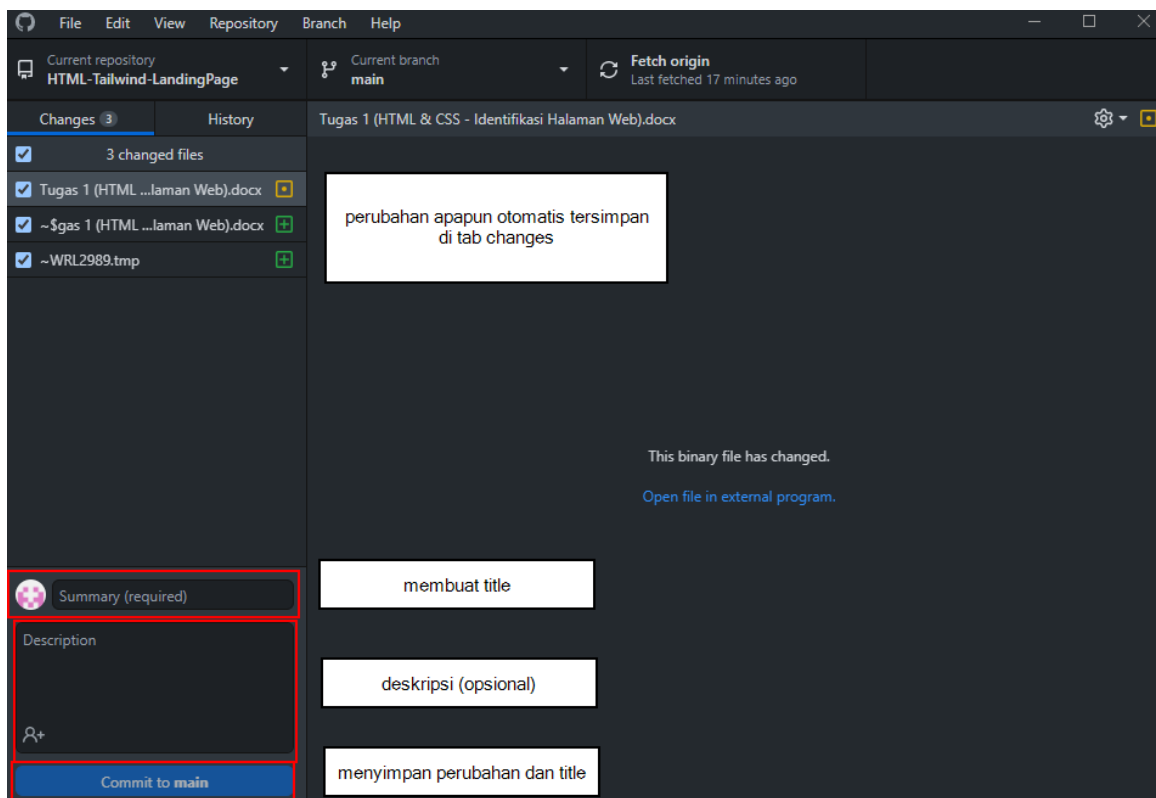 File Edit View Repository Branch Help
Current repository
HTML-Tailwind-LandingPage
Current branch
main
Fetch origin
Last fetched 17 minutes ago
Changes 3 History
Tugas 1 (HTML & CSS - Identifikasi Halaman Web).docx
3 changed files
Tugas 1 (HTML ...laman Web).docx
~$gas 1 (HTML ...laman Web).docx
~WRL2989.tmp
perubahan apapun otomatis tersimpan
di tab changes
This binary file has changed.
Open file in external program.
Summary (required)
membuat title
Description
deskripsi (opsional)
Commit to main
menyimpan perubahan dan title